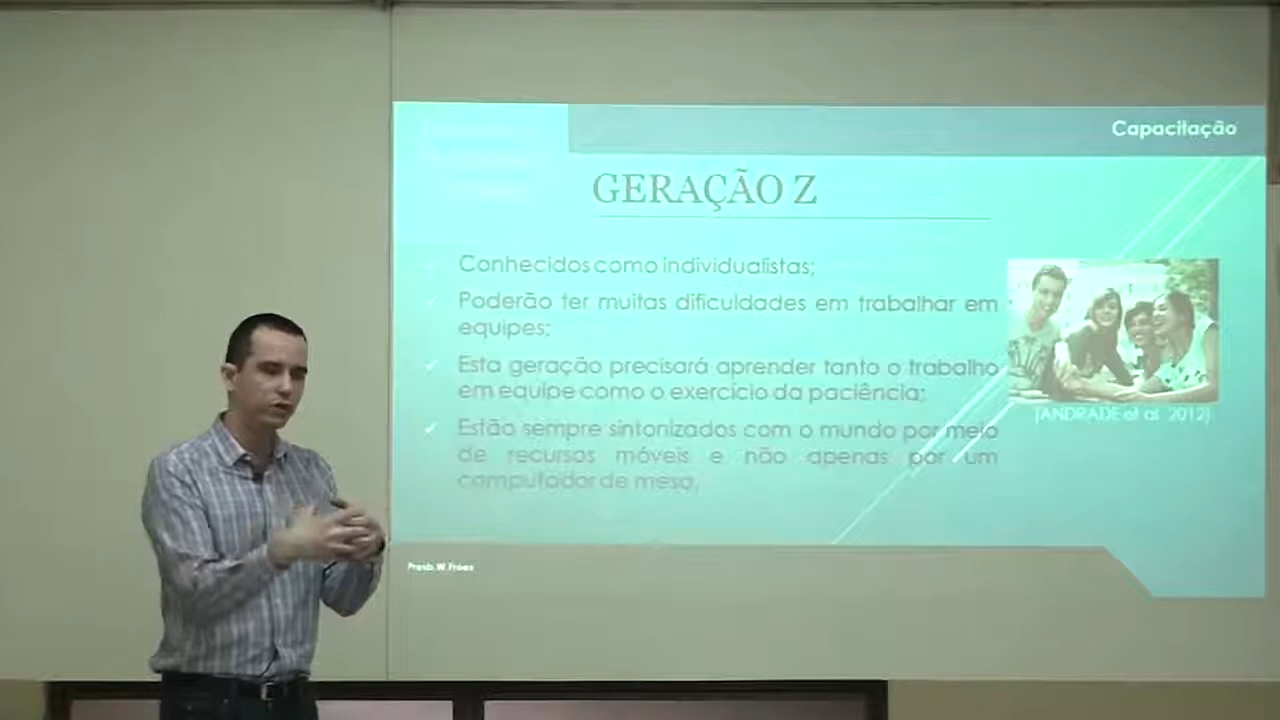 Capacitação
GERAÇÃO Z
Conhecidos como individualistas;
Poderão ter muitas dificuldades em trabalhar em
equipes;
Esta geração precisará aprender tanto o trabalho
em equipe como o exercício da paciência;
Estão sempre sintonizados com o mundo por meio
de recursos móveis e não apenas por um
computador de mesa.
(ANDRADE et al. 2012)
Presb. W. Fróes